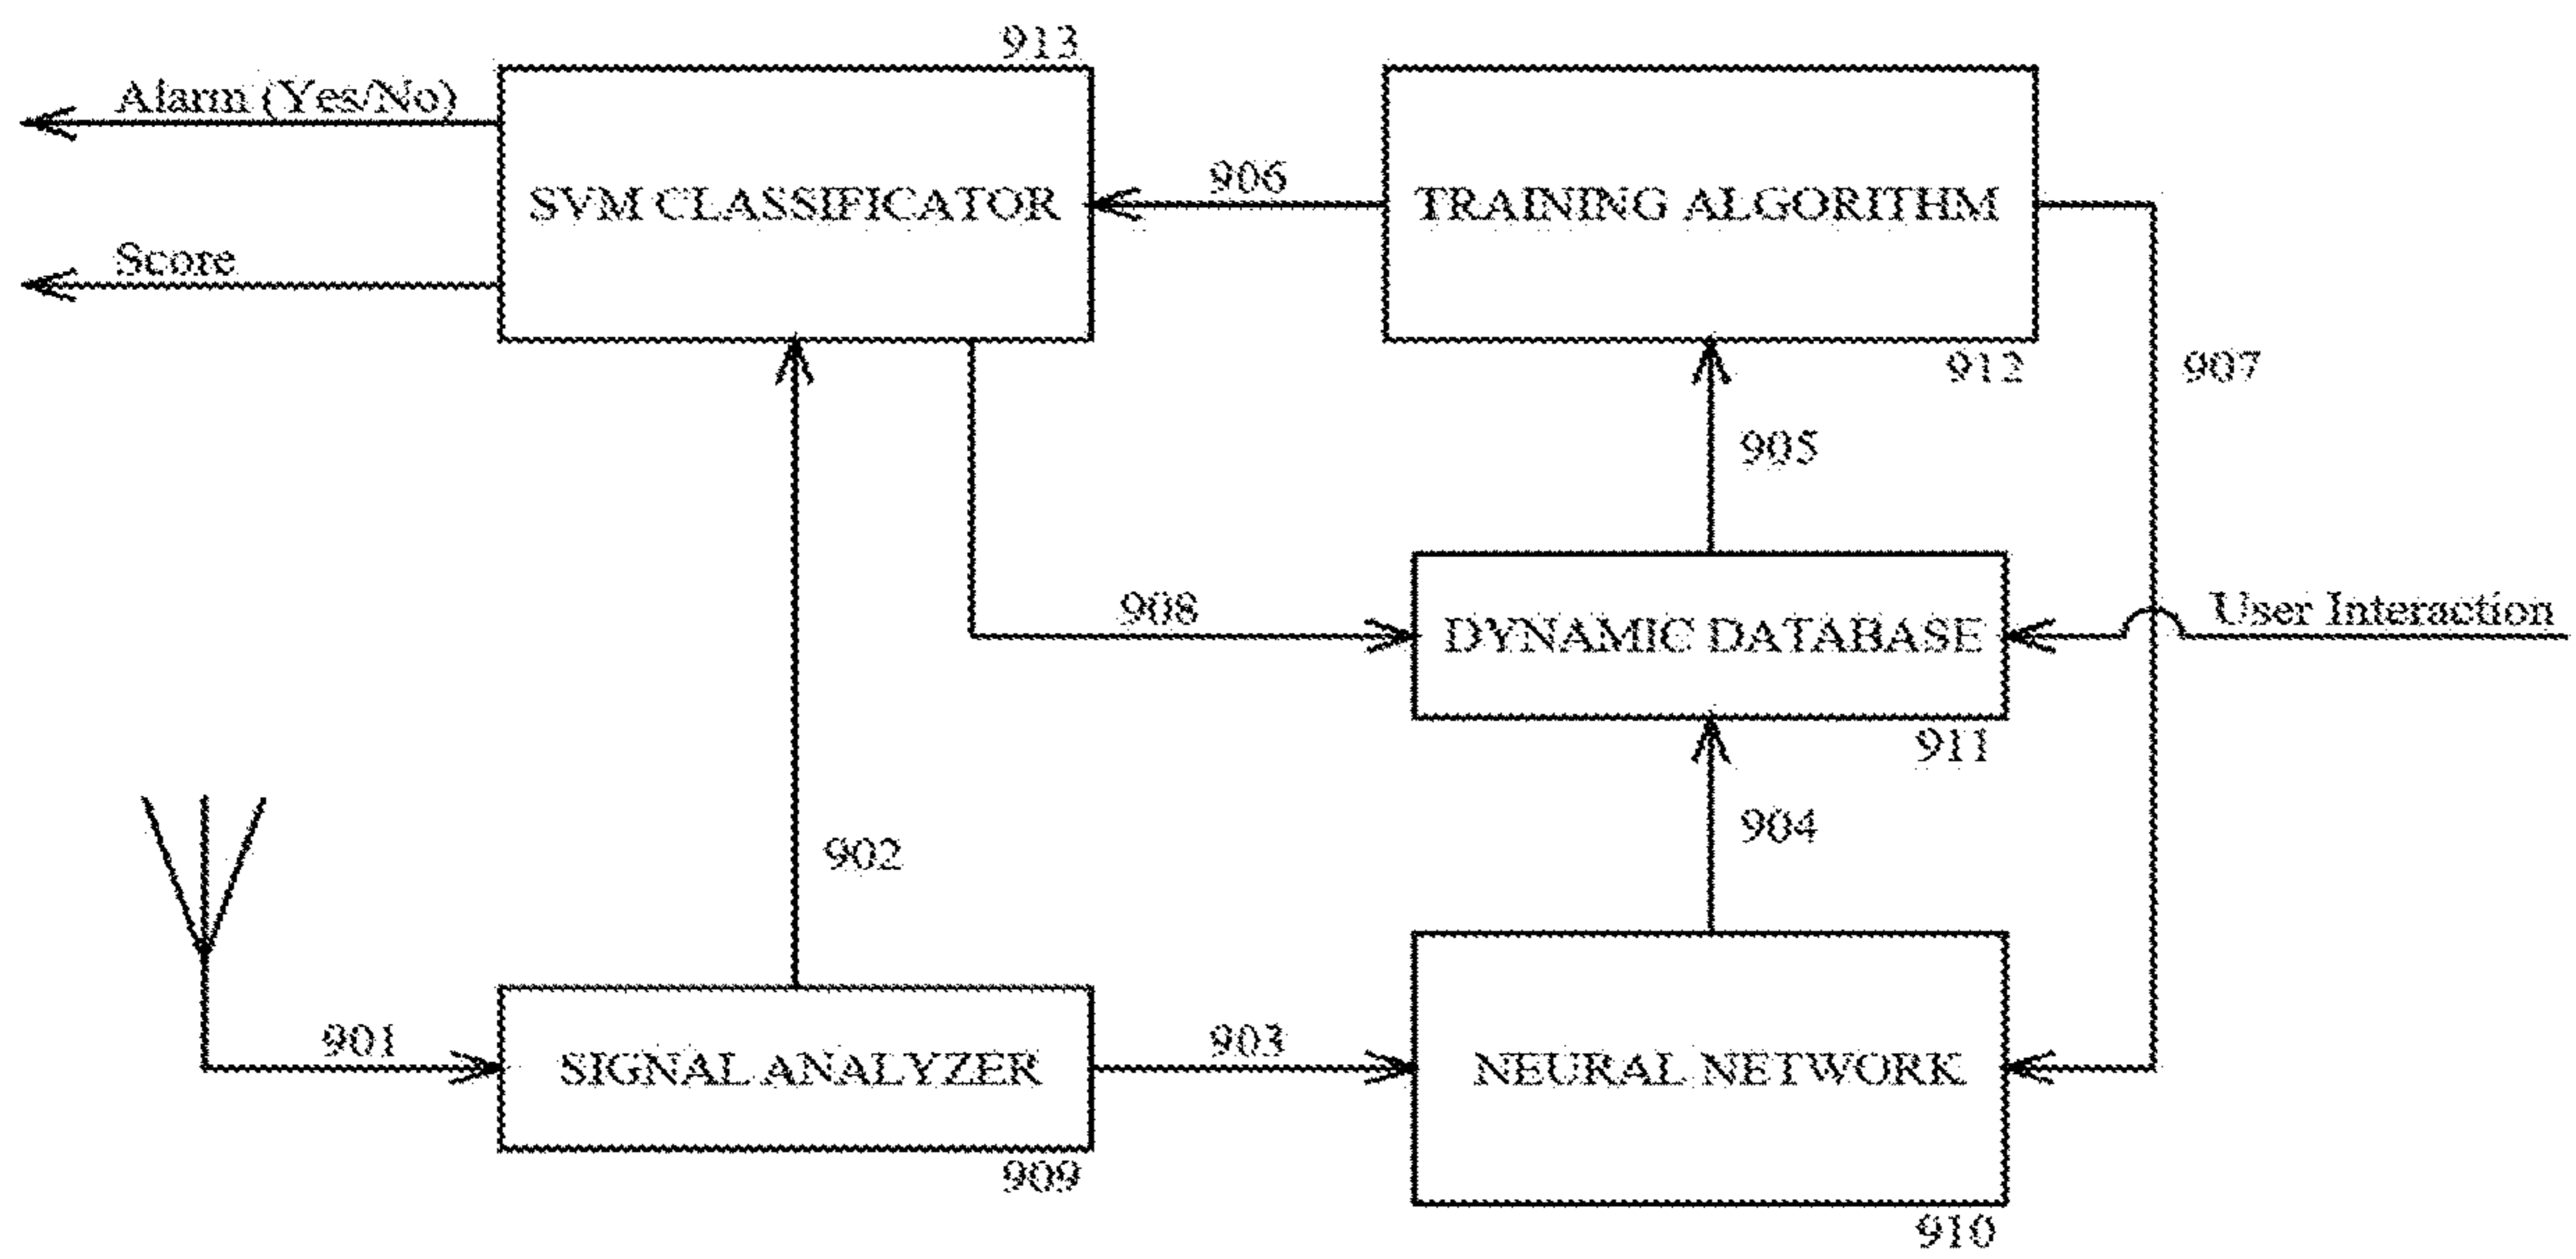 913
Alarm (Yes/No)
906
SVM CLASSIFICATOR
TRAINING ALGORITHM
Score
912
907
905
908
User Interaction
DYNAMIC DATABASE
911
904
902
901
903
SIGNAL ANALYZER
NEURAL NETWORK
909
910